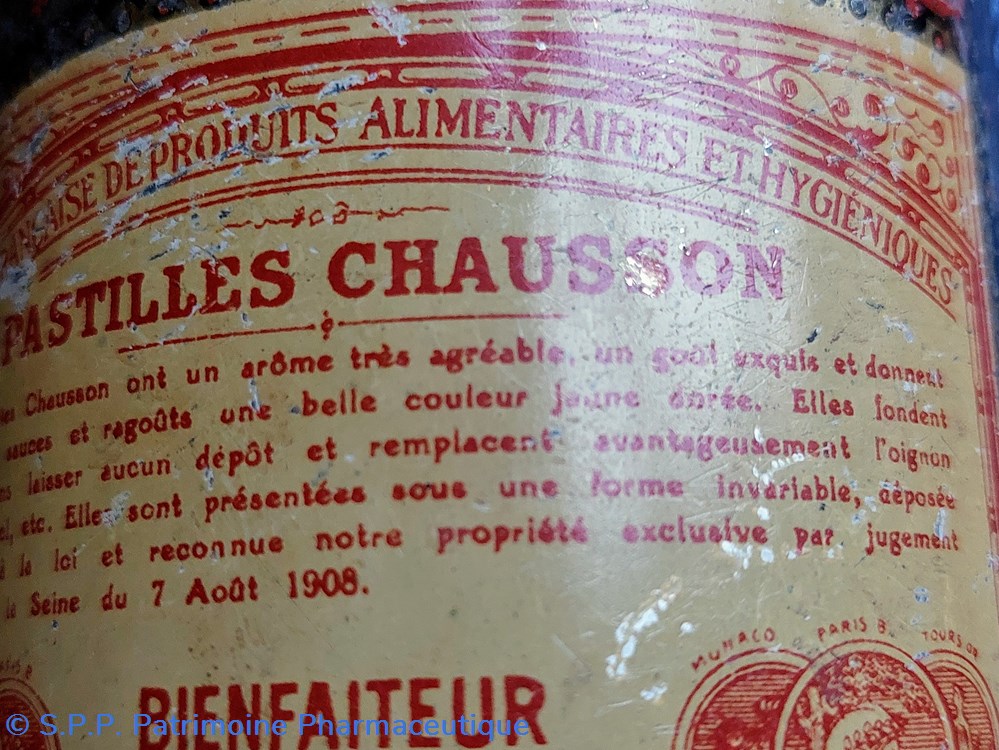 DE PRODUITS ALIMENTAIRES ET HYGIÉNIQUES
PASTILLES CHAUSSON
Chausson ont un arôme très agréable, un goût exquis et donnent
sauces et ragoûts une belle couleur jaune dorée. Elles fondent
laisser aucun dépôt et remplacent avantageusement l'oignon
etc. Elles sont présentées sous une forme invariable, déposée
la loi et reconnue notre propriété exclusive par jugement
la Seine du 7 Août 1908.
MONACO PARIS B. TOURS OR
BIENFAITEUR
© S.P.P. Patrimoine Pharmaceutique